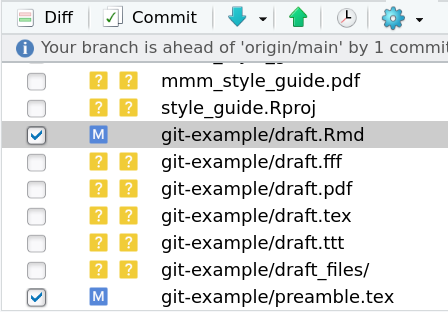 Diff Commit
Your branch is ahead of 'origin/main' by 1 commit
? ? mmm_style_guide.pdf
? ? style_guide.Rproj
M git-example/draft.Rmd
? ? git-example/draft.fff
? ? git-example/draft.pdf
? ? git-example/draft.tex
? ? git-example/draft.ttt
? ? git-example/draft_files/
M git-example/preamble.tex